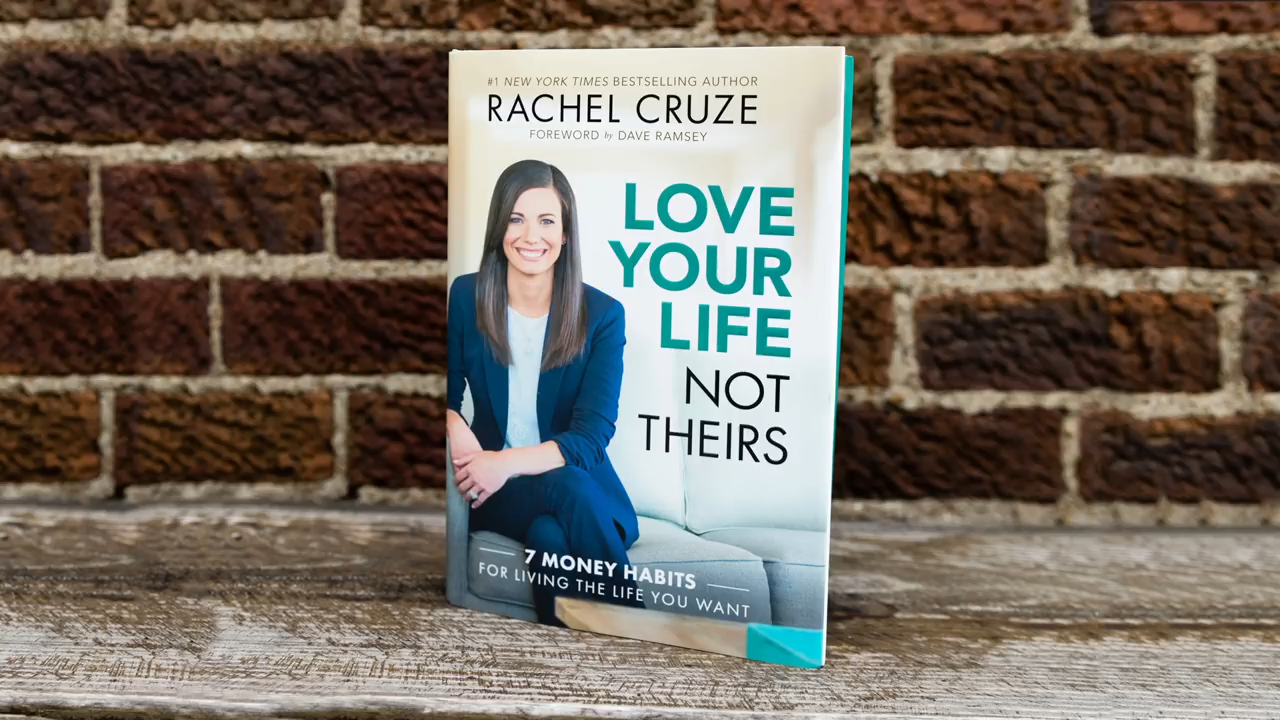 #1 NEW YORK TIMES BESTSELLING AUTHOR
RACHEL CRUZE
FOREWORD by DAVE RAMSEY
LOVE
YOUR
LIFE
NOT
THEIRS
7 MONEY HABITS
FOR LIVING THE LIFE YOU WANT